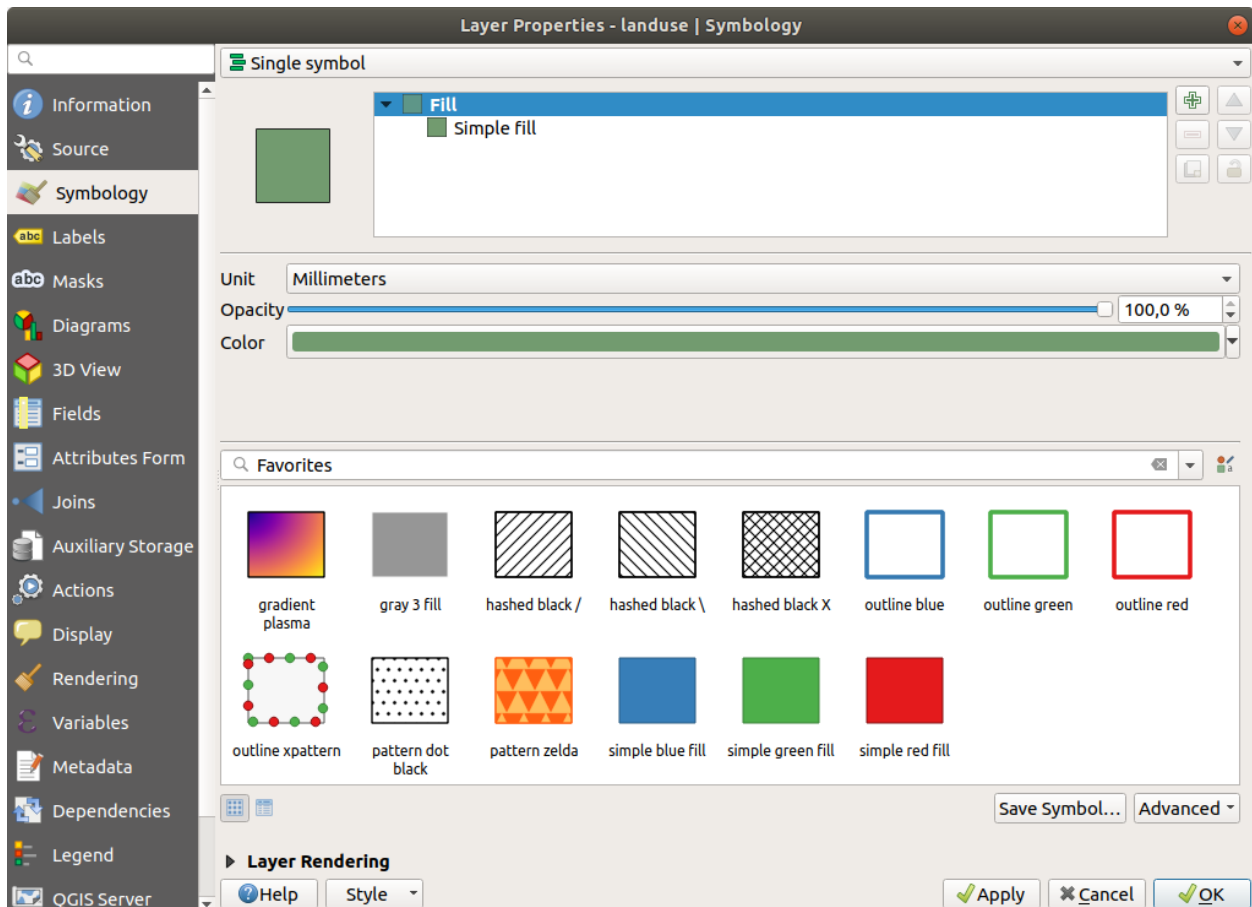 Layer Properties - landuse | Symbology
Single symbol
Information
Source
Symbology
abc Labels
abc Masks
Diagrams
3D View
Fields
Attributes Form
Joins
Auxiliary Storage
Actions
Display
Rendering
Variables
Metadata
Dependencies
Legend
QGIS Server
Fill
Simple fill
Unit Millimeters
Opacity 100,0 %
Color
Favorites
gradient plasma
gray 3 fill
hashed black /
hashed black \
hashed black X
outline blue
outline green
outline red
outline xpattern
pattern dot black
pattern zelda
simple blue fill
simple green fill
simple red fill
Save Symbol... Advanced
Layer Rendering
Help Style Apply Cancel OK